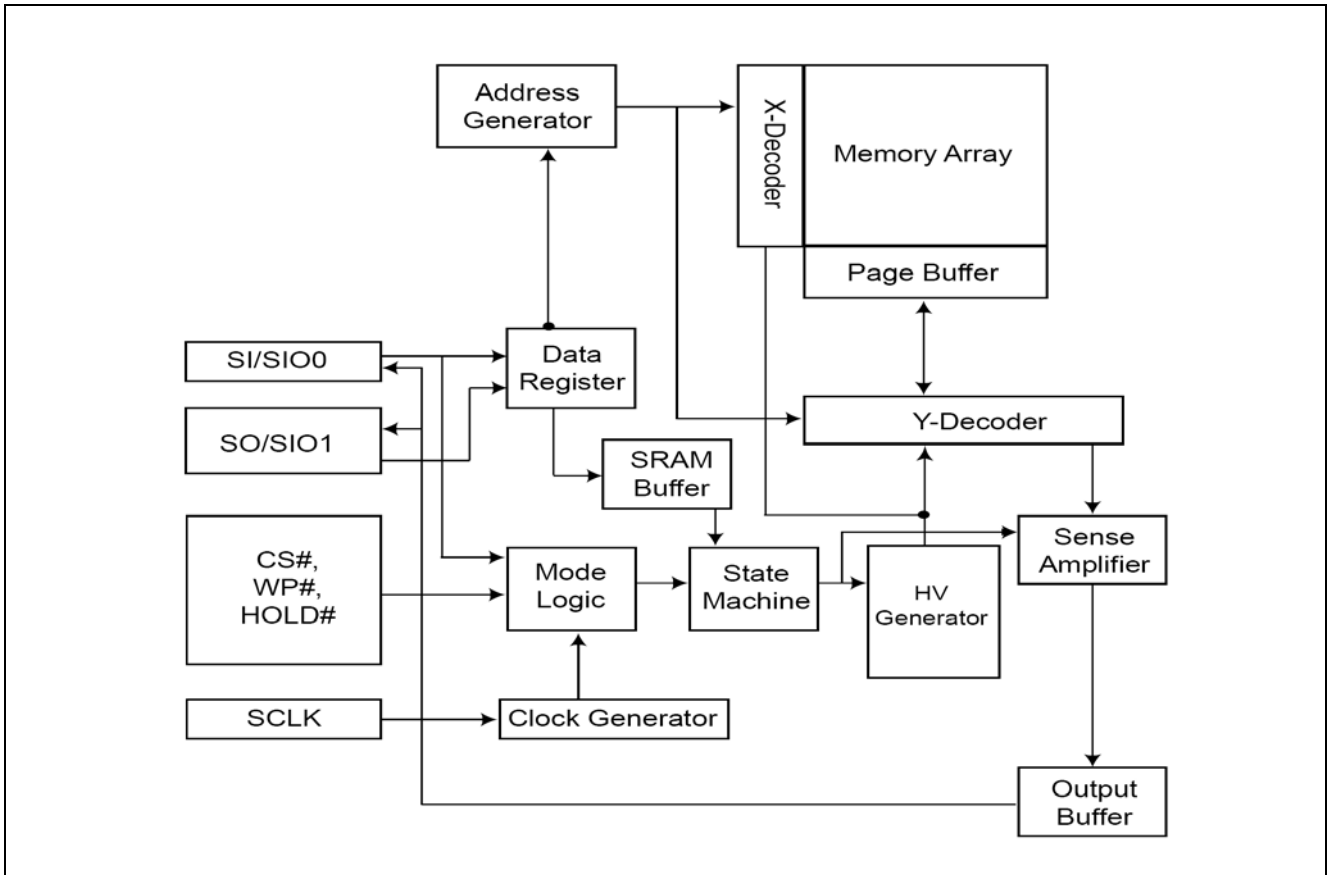 Address
Generator
X-Decoder
Memory Array
Page Buffer
SI/SIO0
Data
Register
SO/SIO1
Y-Decoder
SRAM
Buffer
CS#,
WP#,
HOLD#
Mode
Logic
State
Machine
HV
Generator
Sense
Amplifier
SCLK
Clock Generator
Output
Buffer